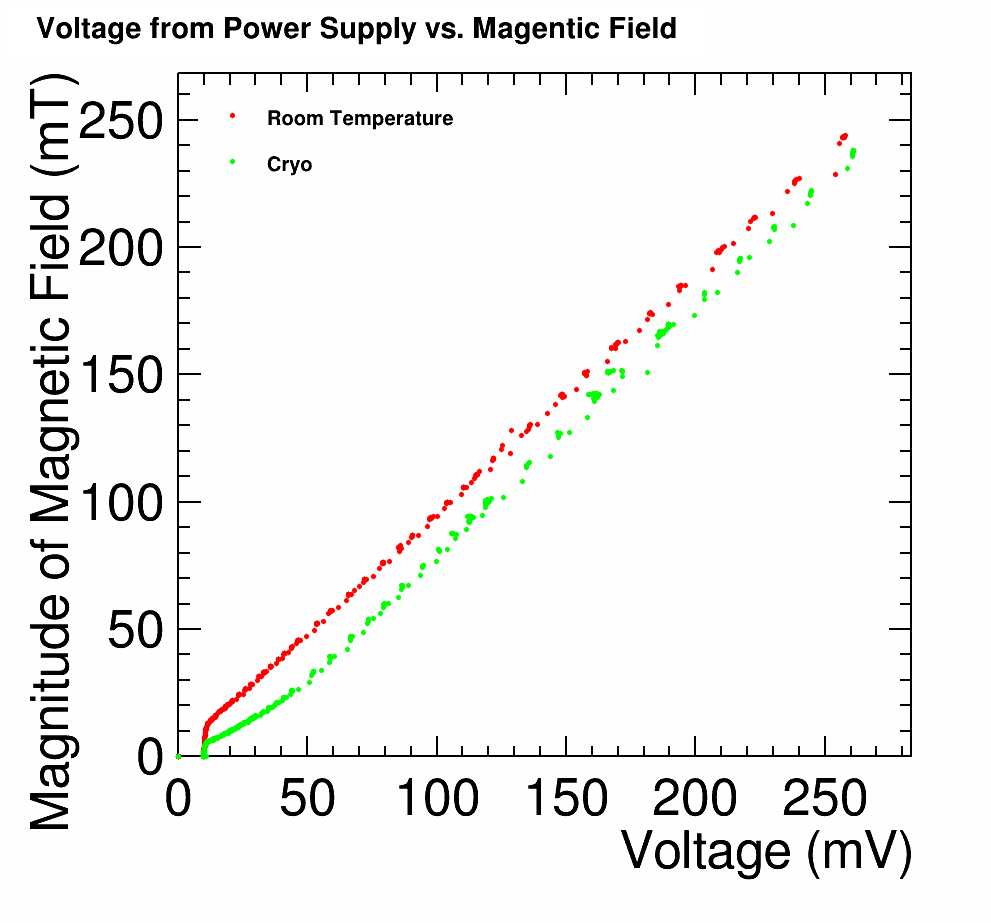 Voltage from Power Supply vs. Magentic Field
Magnitude of Magnetic Field (mT)
250
200
150
100
50
0
Room Temperature
Cryo
0 50 100 150 200 250
Voltage (mV)